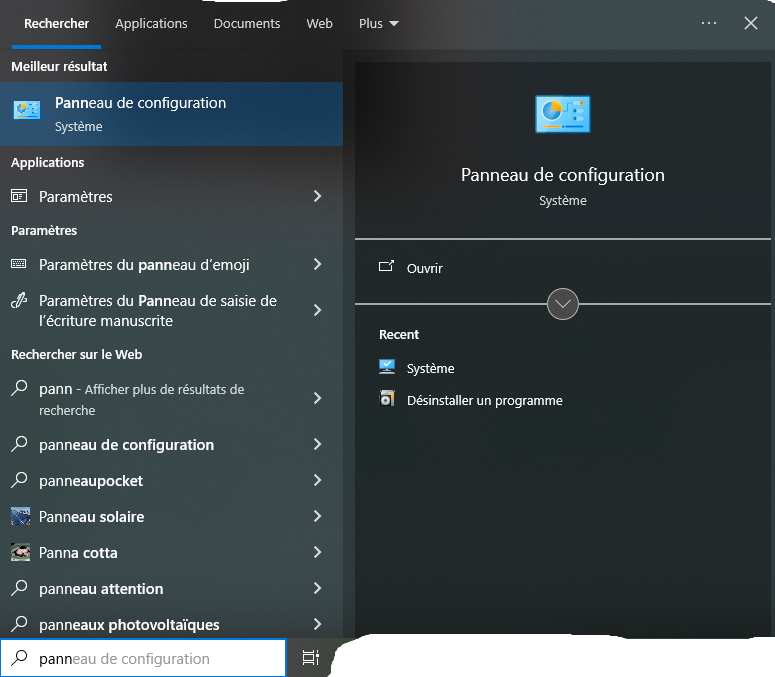 Rechercher Applications Documents Web Plus
Meilleur résultat
Panneau de configuration
Système
Applications
Paramètres
Paramètres
Paramètres du panneau d’emoji
Paramètres du Panneau de saisie de
l’écriture manuscrite
Rechercher sur le Web
pann - Afficher plus de résultats de
recherche
panneau de configuration
panneaupocket
Panneau solaire
Panna cotta
panneau attention
panneaux photovoltaïques
panneau de configuration
Panneau de configuration
Système
Ouvrir
Recent
Système
Désinstaller un programme